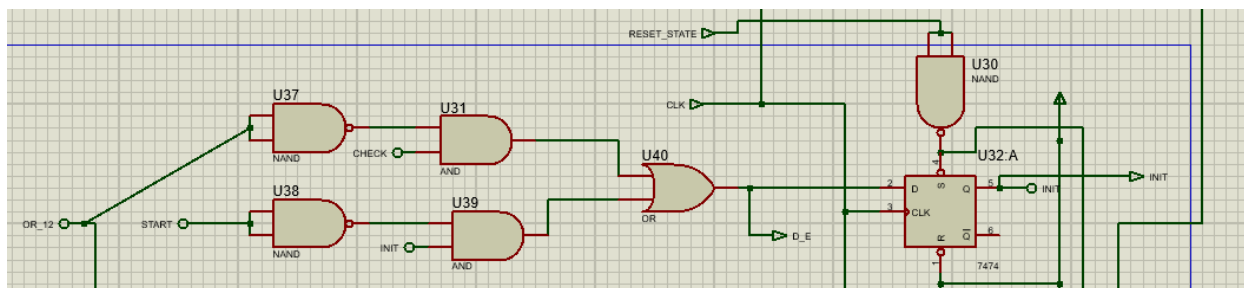 RESET_STATE
U30
NAND
U37
U31
CLK
CHECK
NAND
AND
U40
4
U32:A
U38
2
D
S
Q
5
INIT
INIT
U39
OR_12
START
OR
3
CLK
INIT
D_E
R
Q
6
NAND
AND
1
7474